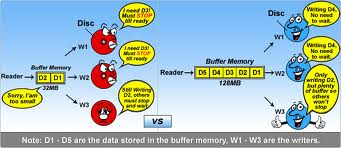 Disc
I need D3!
Must STOP
till ready
W1
I need D3!
Must STOP
till ready
Buffer Memory
Reader
D2 D1
W2
32MB
Sorry, I am
too small
Still Writing
D2, others
must stop
and wait
W3
VS
Disc
Writing D4,
No need
to wait.
W1
Writing D4,
No need
to wait.
Buffer Memory
Reader
D5 D4 D3 D2 D1
W2
128MB
Only
writing D2,
but plenty
of buffer so
others won't
stop
W3
Note: D1 - D5 are the data stored in the buffer memory, W1 - W3 are the writers.